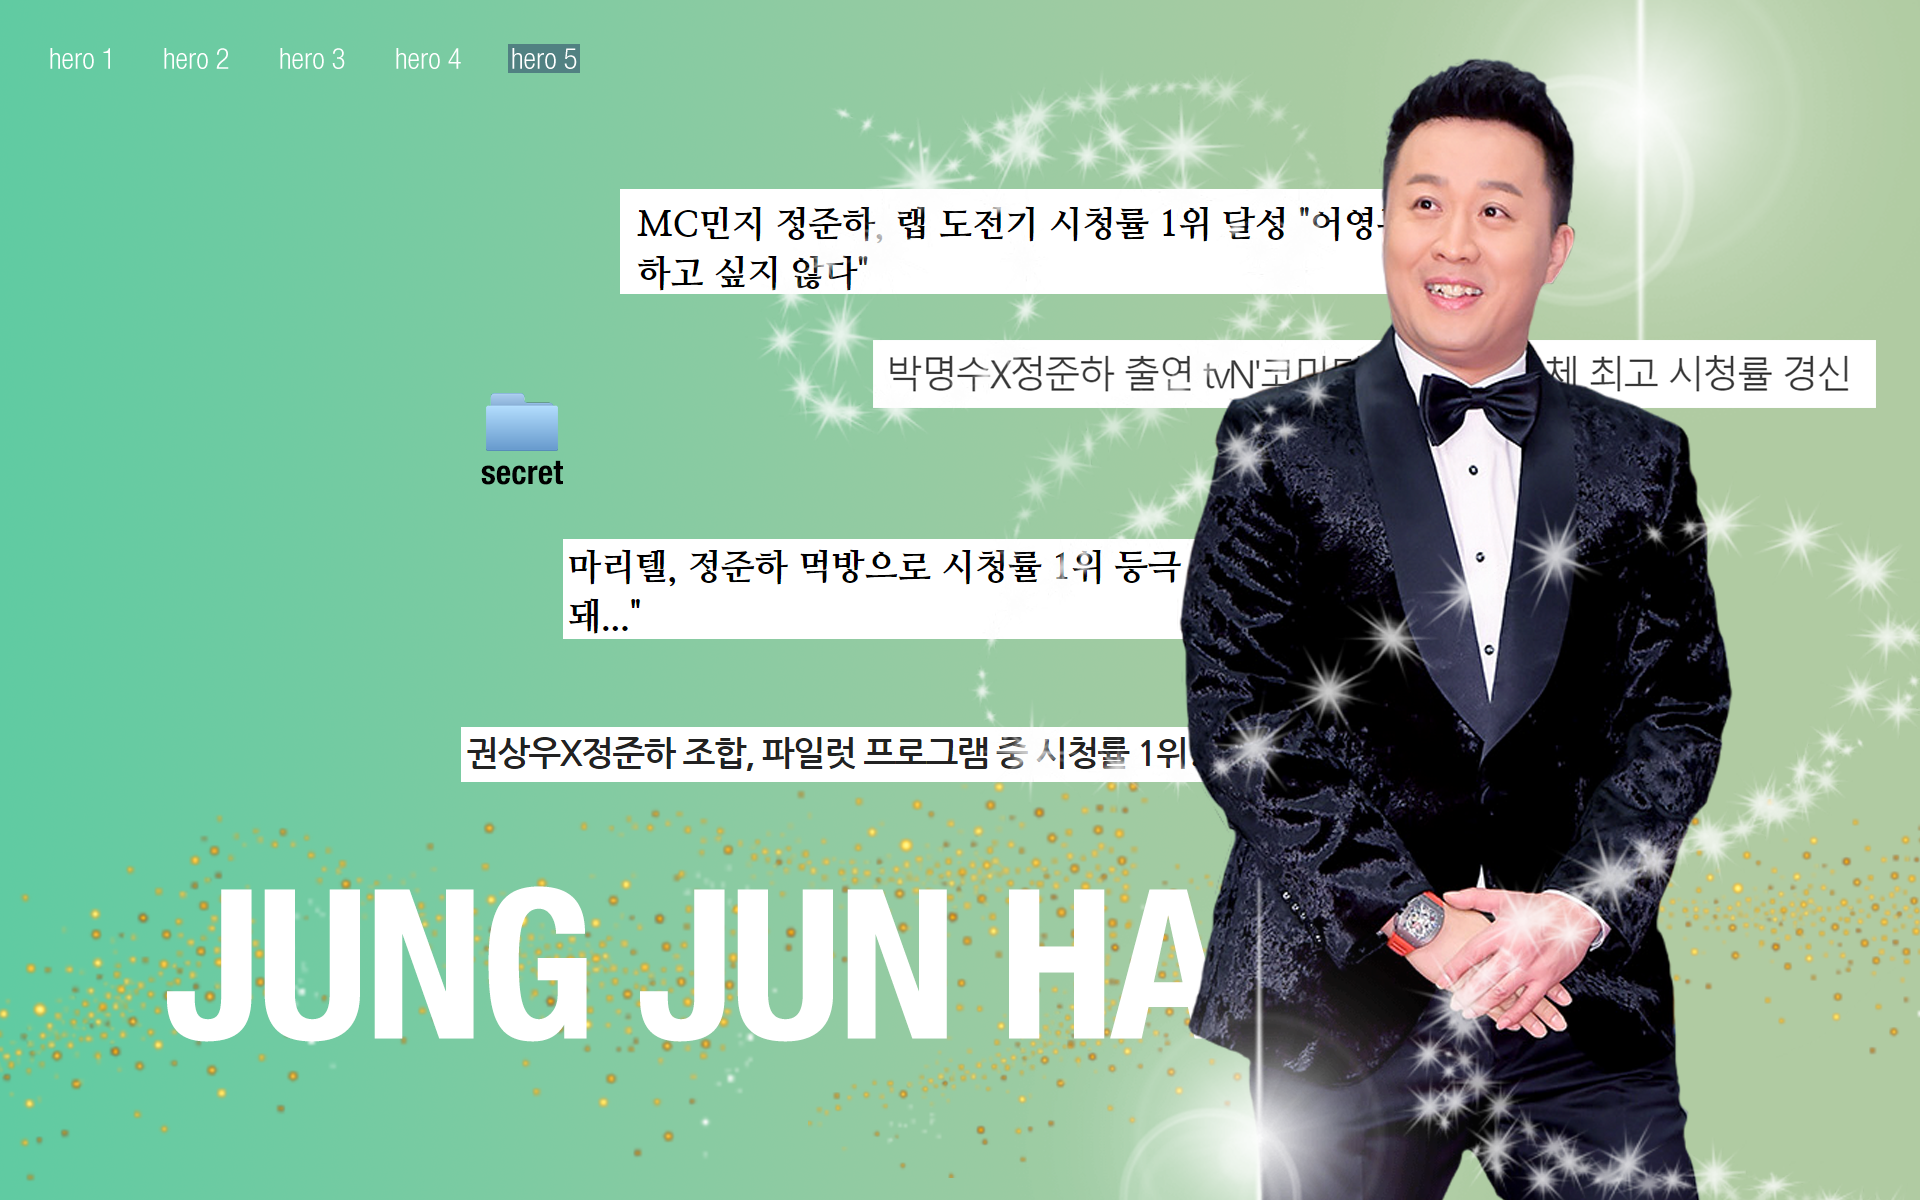 hero 1 hero 2 hero 3 hero 4 hero 5
MC민지 정준하, 랩 도전기 시청률 1위 달성 "어영
하고 싶지 않다"
박명수X정준하 출연 tvN'코미 체 최고 시청률 경신
secret
마리텔, 정준하 먹방으로 시청률 1위 등극
돼..."
권상우X정준하 조합, 파일럿 프로그램 중 시청률 1위
JUNG JUN HA